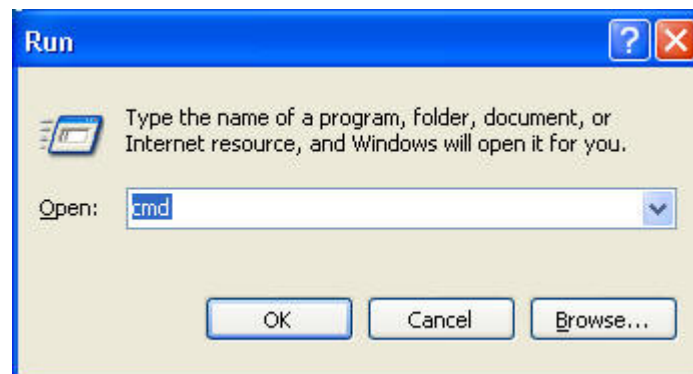 Run
Type the name of a program, folder, document, or
Internet resource, and Windows will open it for you.
Open: cmd
OK Cancel Browse...